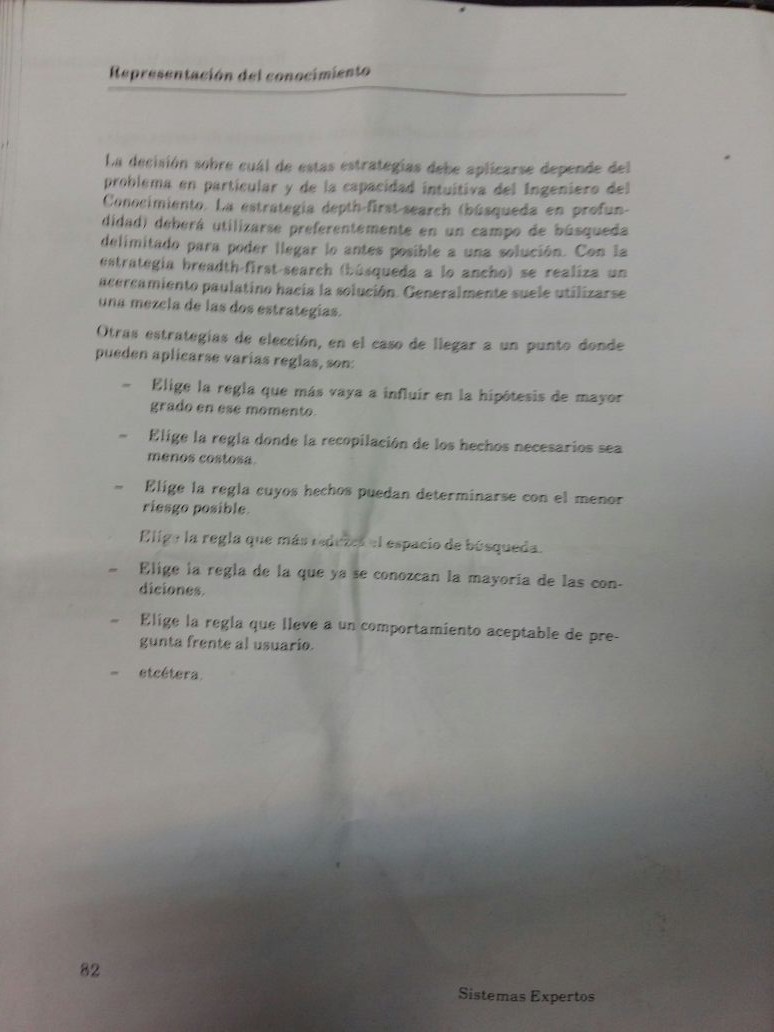 Representación del conocimiento
La decisión sobre cuál de estas estrategias debe aplicarse depende del
problema en particular y de la capacidad intuitiva del Ingeniero del
Conocimiento. La estrategia depth-first-search (búsqueda en profun-
didad) deberá utilizarse preferentemente en un campo de búsqueda
delimitado para poder llegar lo antes posible a una solución. Con la
estrategia breadth-first-search (búsqueda a lo ancho) se realiza un
acercamiento paulatino hacia la solución. Generalmente suele utilizarse
una mezcla de las dos estrategias.
Otras estrategias de elección, en el caso de llegar a un punto donde
pueden aplicarse varias reglas, son:
- Elige la regla que más vaya a influir en la hipótesis de mayor
grado en ese momento.
- Elige la regla donde la recopilación de los hechos necesarios sea
menos costosa.
- Elige la regla cuyos hechos puedan determinarse con el menor
riesgo posible.
Elige la regla que más el espacio de búsqueda.
- Elige la regla de la que ya se conozcan la mayoría de las con-
diciones.
- Elige la regla que lleve a un comportamiento aceptable de pre-
gunta frente al usuario.
- etcétera.
82
Sistemas Expertos